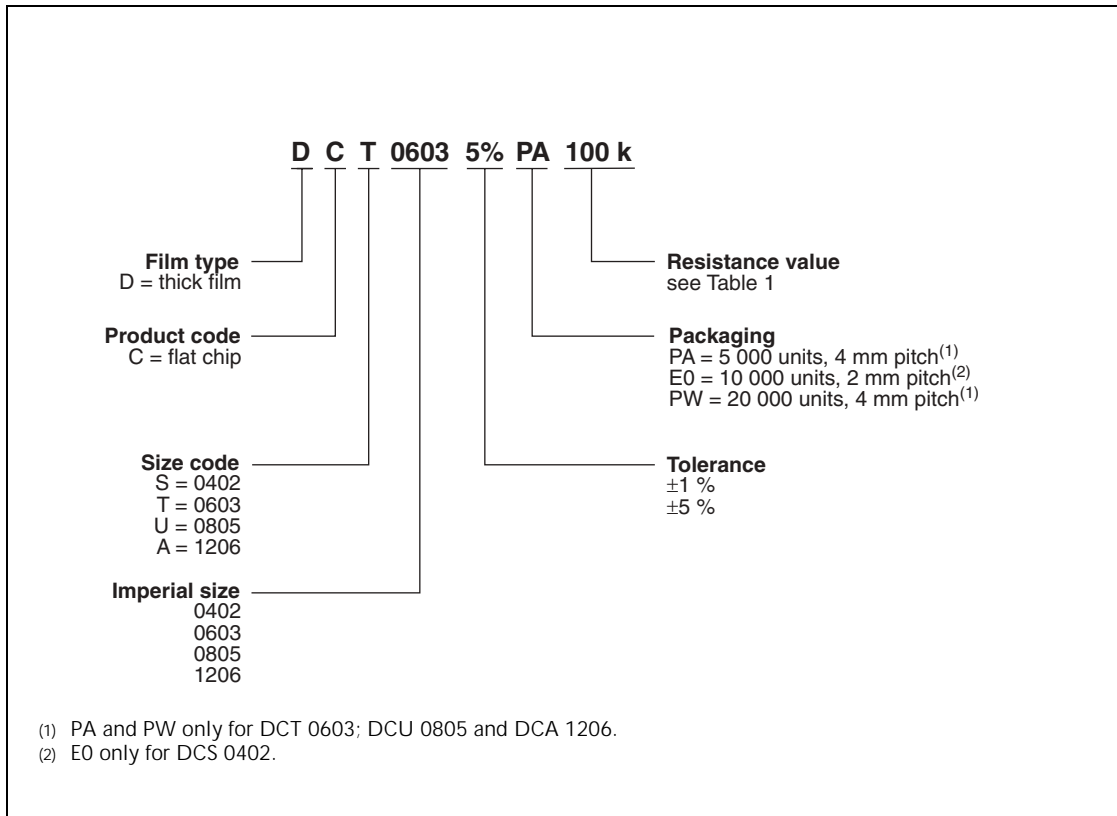 D C T 0603 5% PA 100 k
Film type
D = thick film
Product code
C = flat chip
Size code
S = 0402
T = 0603
U = 0805
A = 1206
Imperial size
0402
0603
0805
1206
Resistance value
see Table 1
Packaging
PA = 5 000 units, 4 mm pitch(1)
E0 = 10 000 units, 2 mm pitch(2)
PW = 20 000 units, 4 mm pitch(1)
Tolerance
±1 %
±5 %
(1) PA and PW only for DCT 0603; DCU 0805 and DCA 1206.
(2) E0 only for DCS 0402.